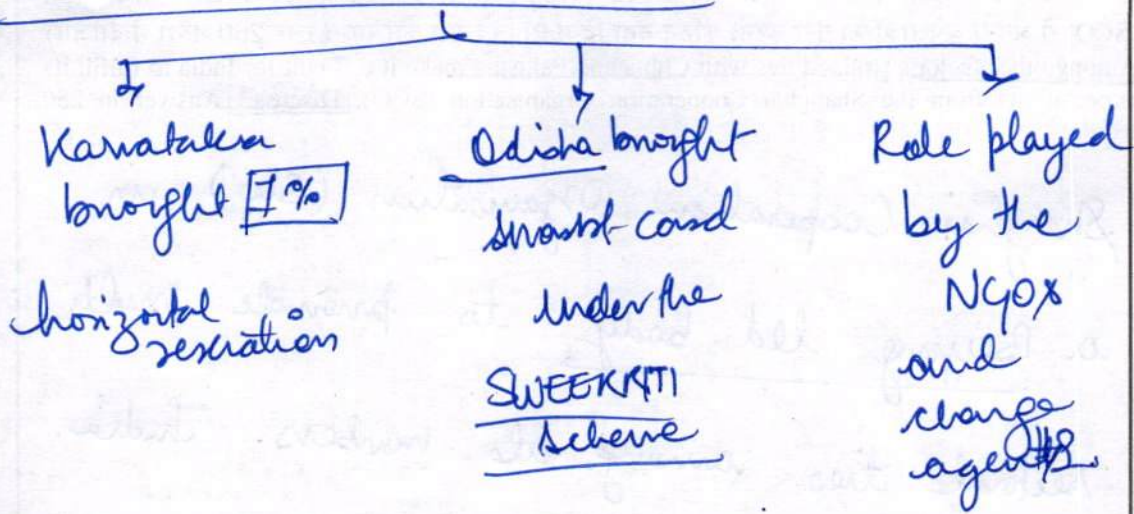 Karnataka
brought 1%
horizontal
reservation
Odisha brought
smart card
under the
SWEEKRITI
scheme
Role played
by the
NGOs
and
change
agents.